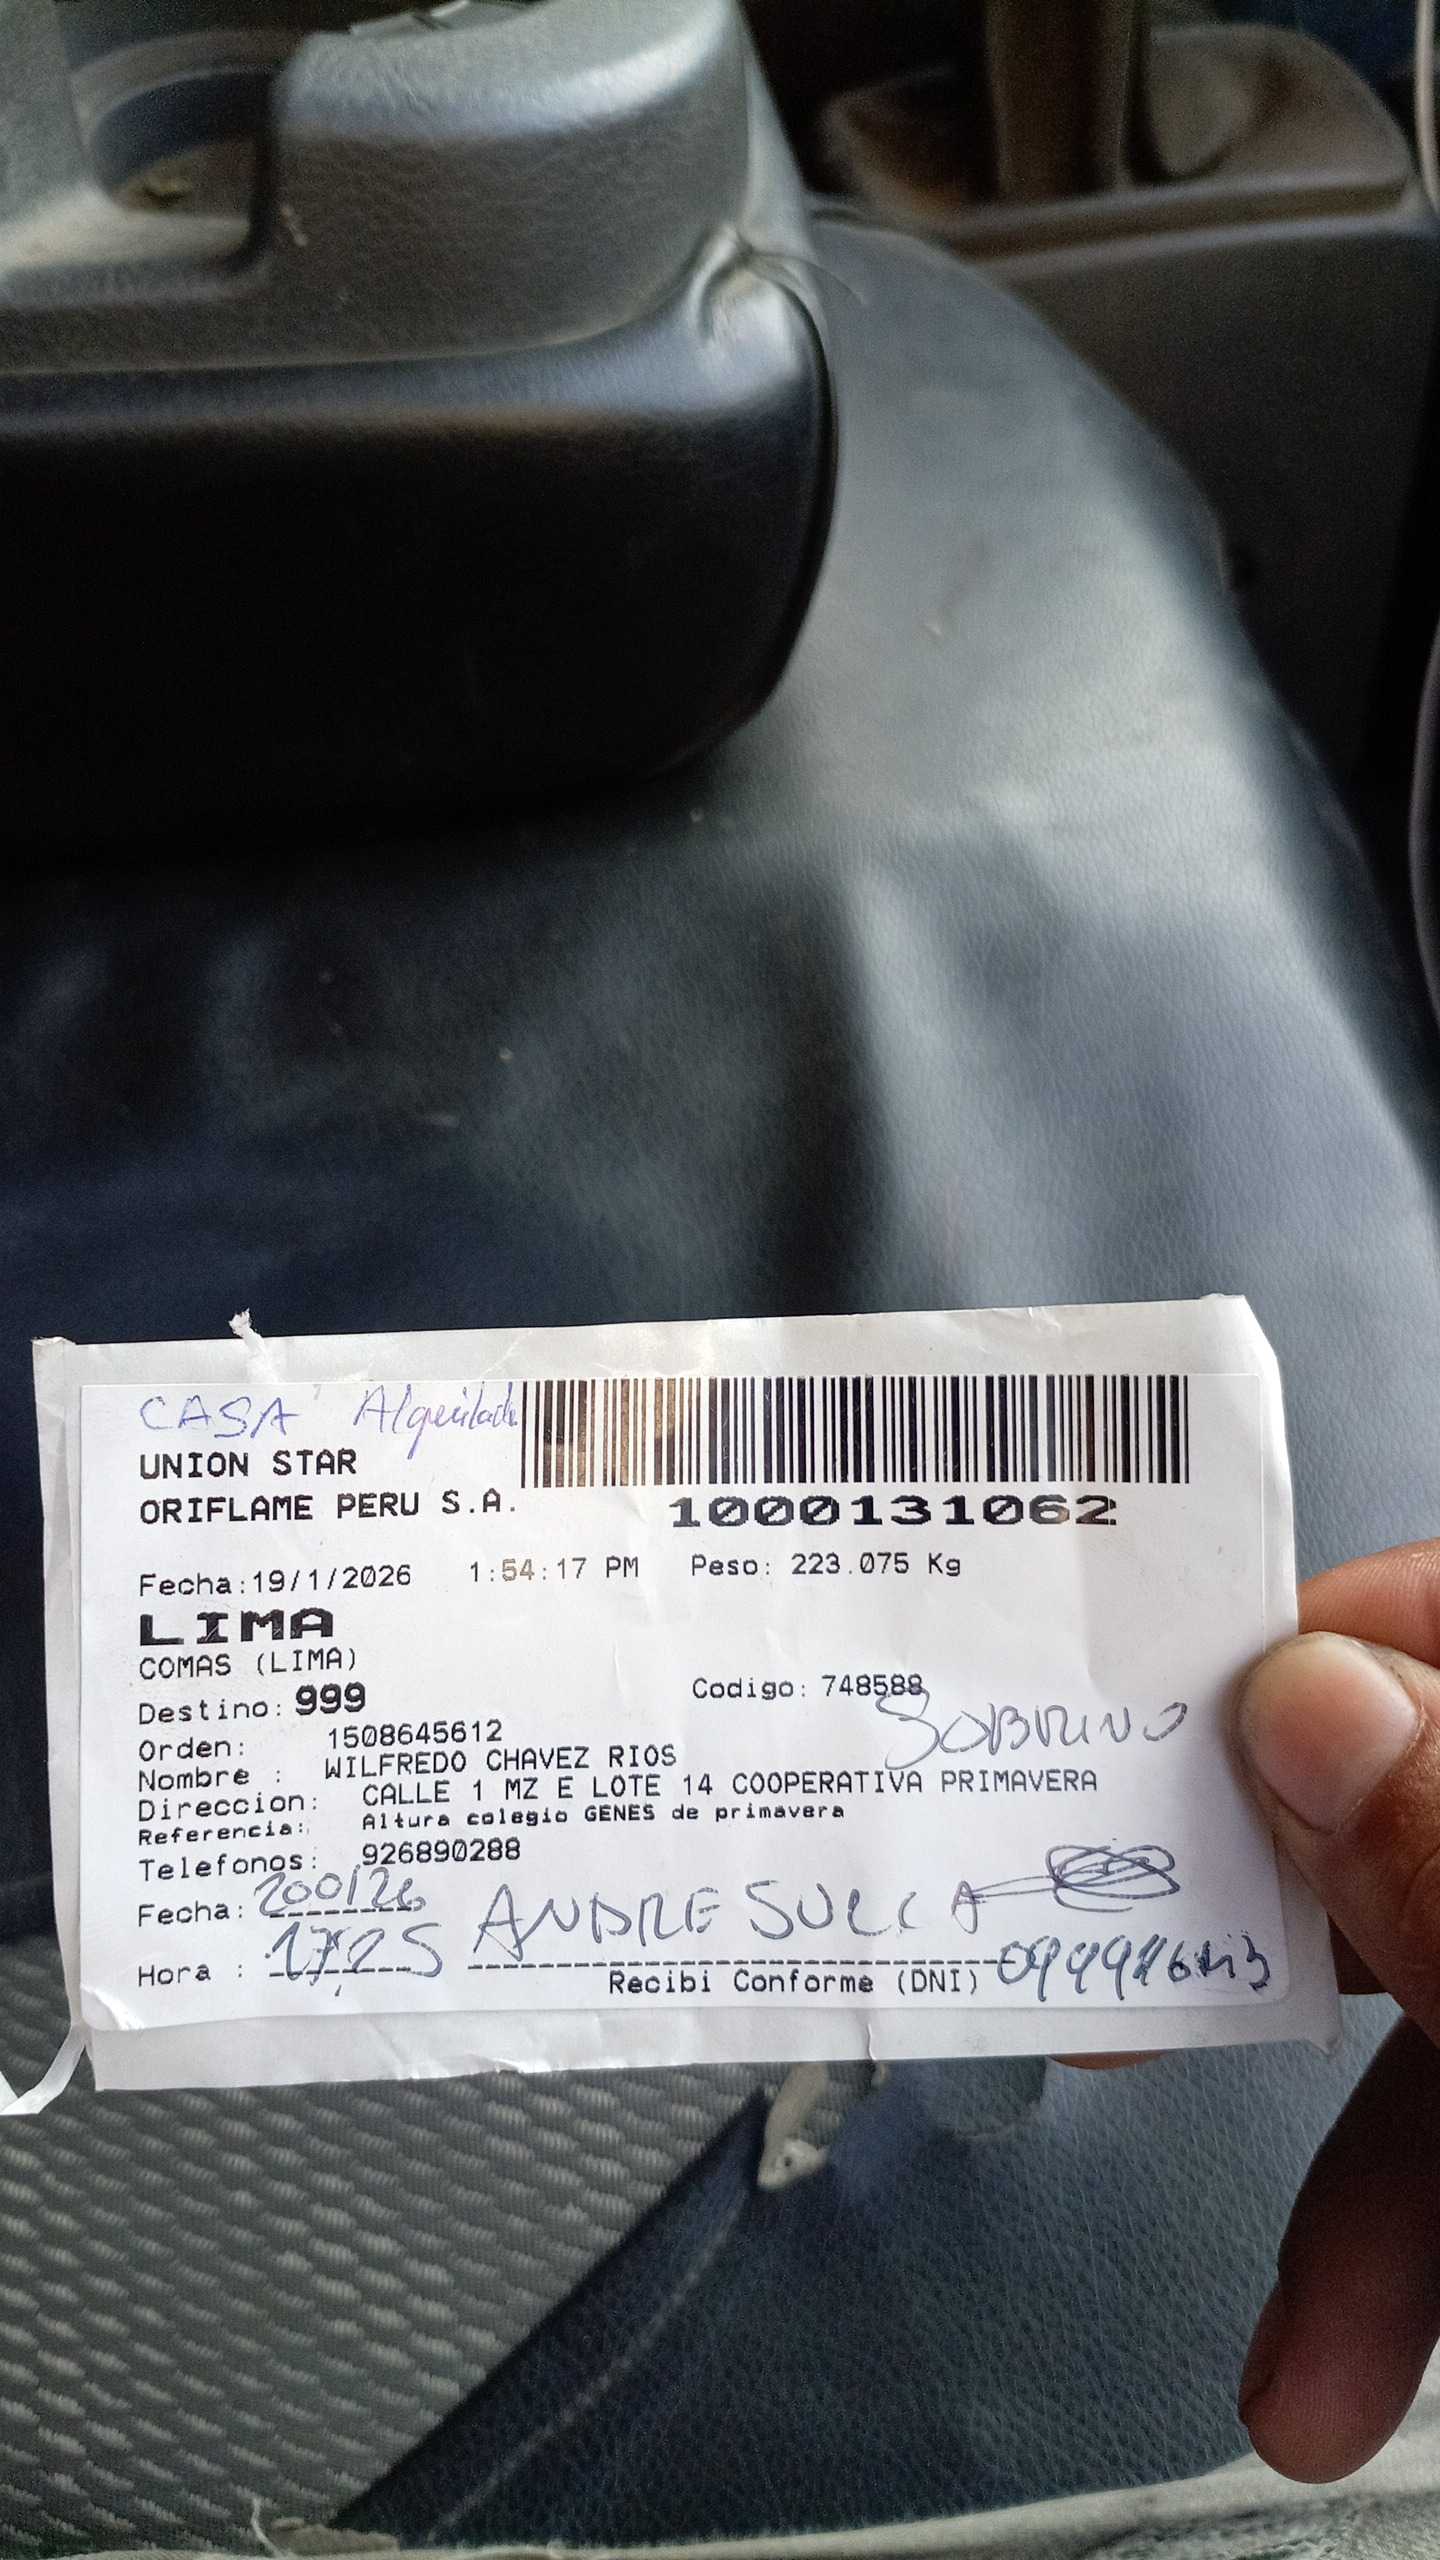 CASA Alquilada
UNION STAR
ORIFLAME PERU S.A.
1000131062
Fecha:19/1/2026 1:54:17 PM Peso: 223.075 Kg
LIMA
COMAS (LIMA)
Destino: 999 Codigo: 748588
Orden: 1508645612
SOBRINO
Nombre : WILFREDO CHAVEZ RIOS
Direccion: CALLE 1 MZ E LOTE 14 COOPERATIVA PRIMAVERA
Referencia: Altura colegio GENES de primavera
Telefonos: 926890288
Fecha: 200126
ANDRE SULCA
Hora : 17:25
Recibi Conforme (DNI)